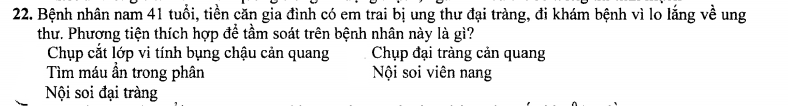 22. Bệnh nhân nam 41 tuổi, tiền căn gia đình có em trai bị ung thư đại tràng, đi khám bệnh vì lo lắng về ung
thư. Phương tiện thích hợp để tầm soát trên bệnh nhân này là gì?
Chụp cắt lớp vi tính bụng chậu cản quang Chụp đại tràng cản quang
Tìm máu ẩn trong phân Nội soi viên nang
Nội soi đại tràng